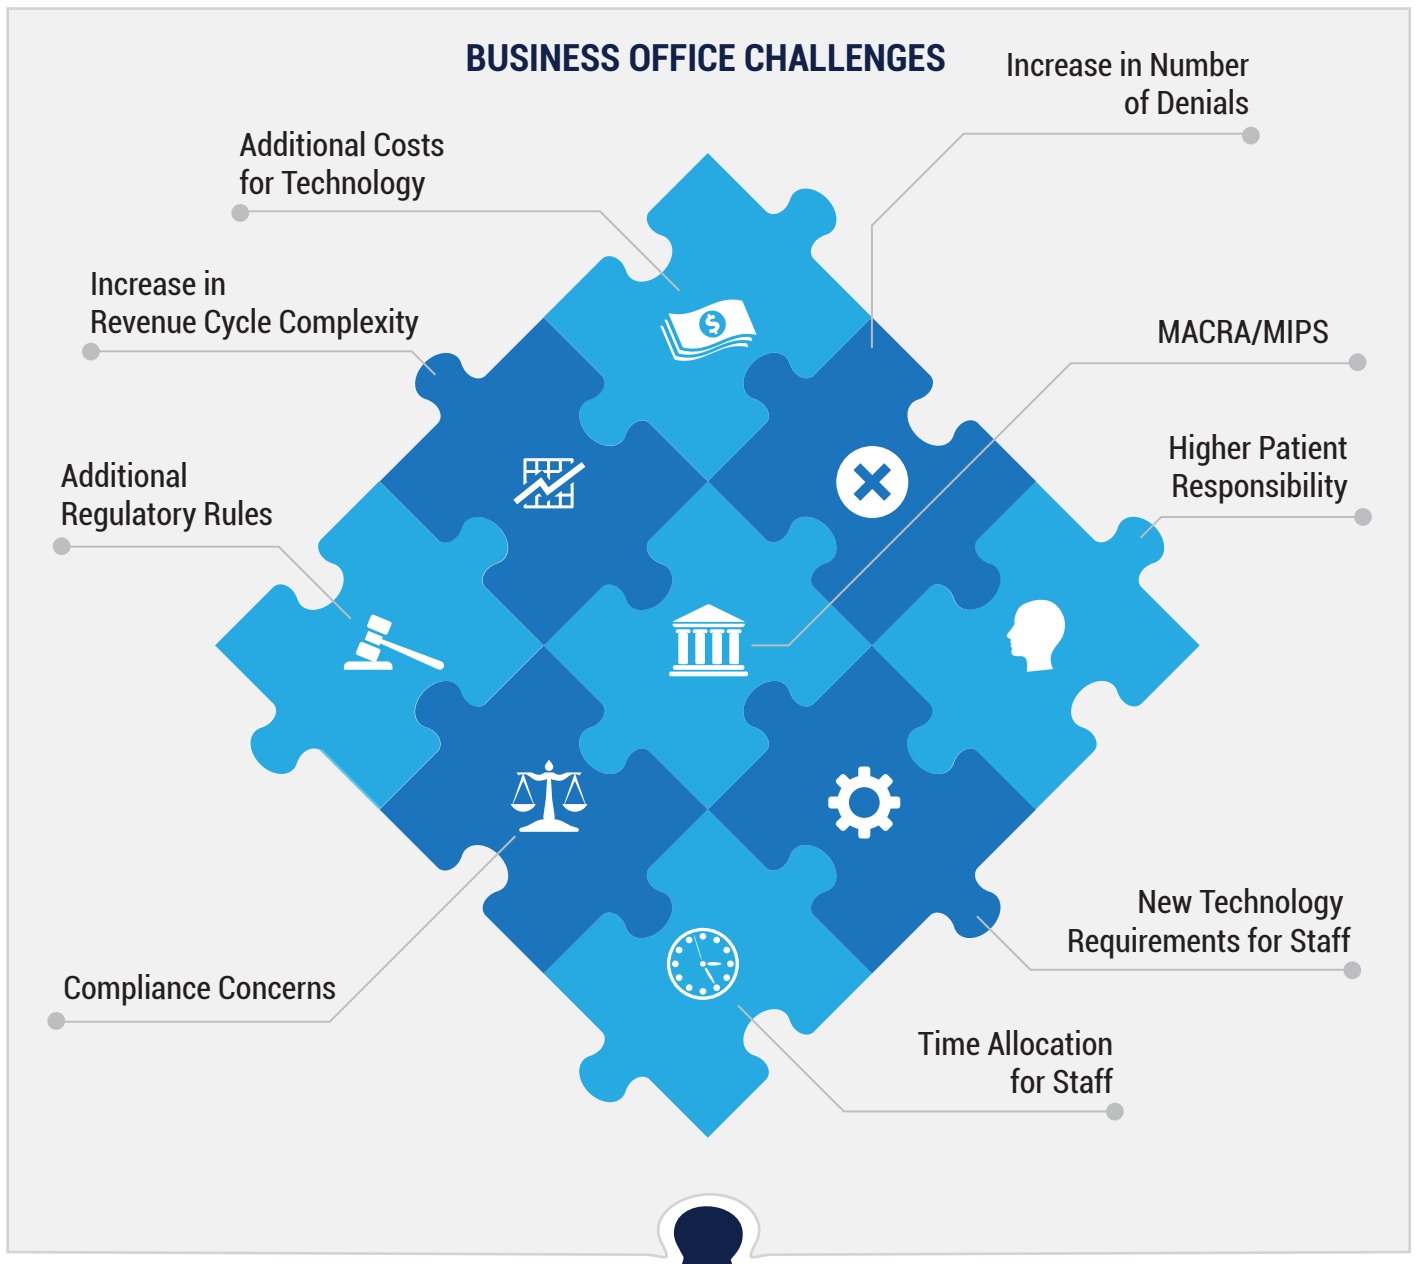 BUSINESS OFFICE CHALLENGES
Increase in Number
of Denials
Additional Costs
for Technology
Increase in
Revenue Cycle Complexity
MACRA/MIPS
Higher Patient
Responsibility
Additional
Regulatory Rules
$
New Technology
Requirements for Staff
Compliance Concerns
Time Allocation
for Staff